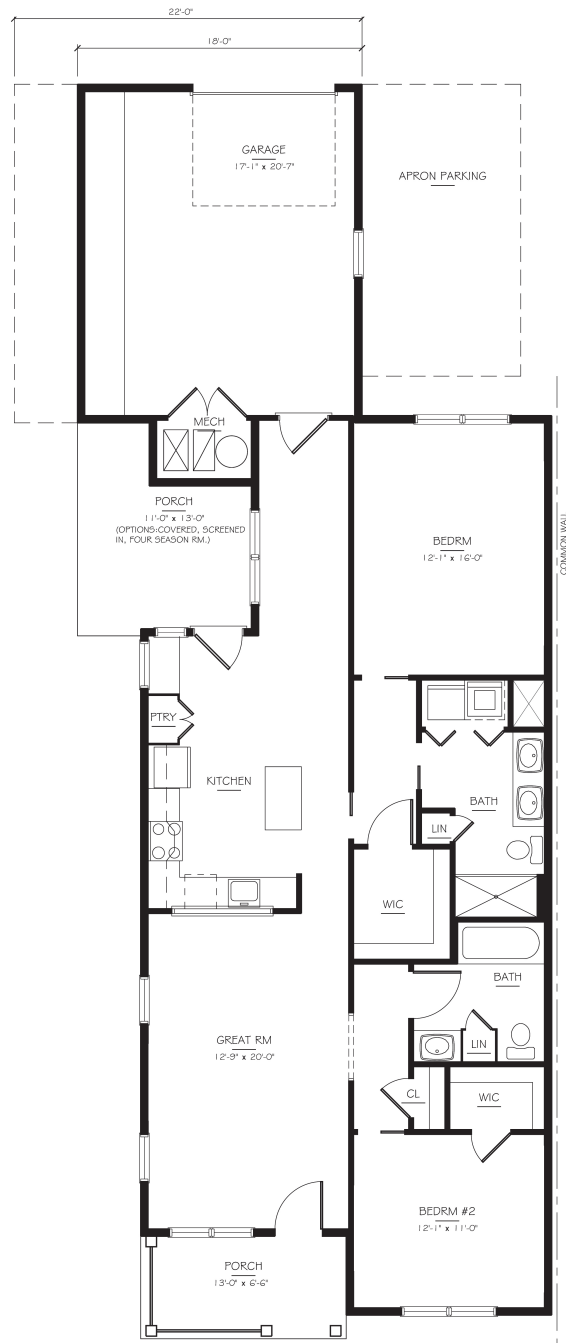 22'-0"
18'-0"
GARAGE
17'-1" x 20'-7"
APRON PARKING
MECH
PORCH
11'-0" x 13'-0"
(OPTIONS:COVERED, SCREENED
IN, FOUR SEASON RM.)
BEDRM
12'-1" x 16'-0"
COMMON WALL
PTRY
KITCHEN
BATH
LIN
WIC
BATH
GREAT RM
12'-9" x 20'-0"
LIN
CL
WIC
BEDRM #2
12'-1" x 11'-0"
PORCH
13'-0" x 6'-6"